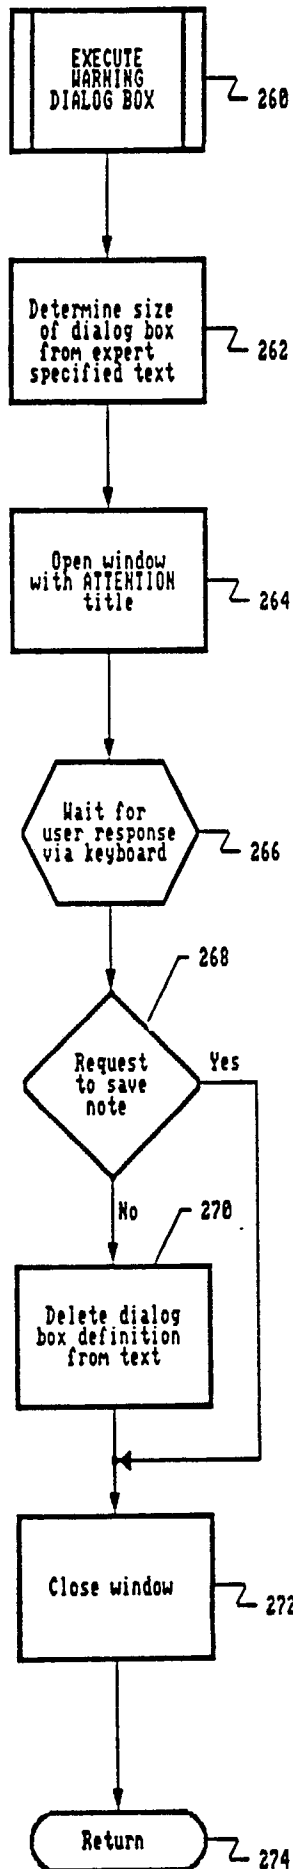 EXECUTE
WARNING
DIALOG BOX
260
Determine size
of dialog box
from expert
specified text
262
Open window
with ATTENTION
title
264
Wait for
user response
via keyboard
266
268
Request
to save
note
Yes
No
270
Delete dialog
box definition
from text
Close window
272
Return
274